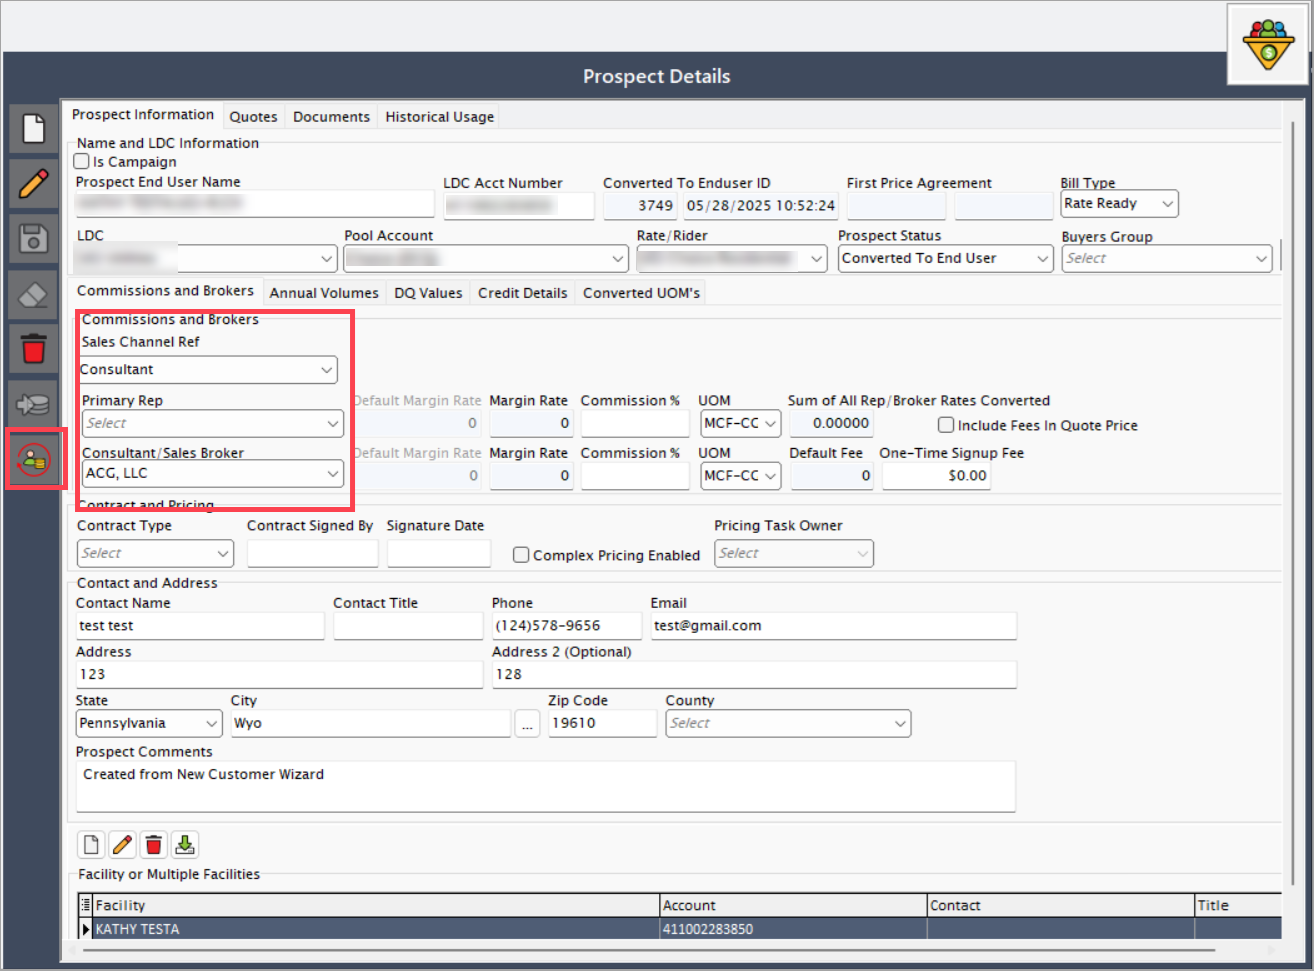 Prospect Details
Prospect Information Quotes Documents Historical Usage
Name and LDC Information
Is Campaign
Prospect End User Name LDC Acct Number Converted To Enduser ID First Price Agreement Bill Type
3749 05/28/2025 10:52:24 Rate Ready
LDC Pool Account Rate/Rider Prospect Status Buyers Group
Converted To End User Select
Commissions and Brokers Annual Volumes DQ Values Credit Details Converted UOM's
Commissions and Brokers
Sales Channel Ref
Consultant
Primary Rep Default Margin Rate Margin Rate Commission % UOM Sum of All Rep/Broker Rates Converted
Select 0 0 MCF-CC 0.00000 Include Fees In Quote Price
Consultant/Sales Broker Default Margin Rate Margin Rate Commission % UOM Default Fee One-Time Signup Fee
ACG, LLC 0 0 MCF-CC 0 $0.00
Contract and Pricing
Contract Type Contract Signed By Signature Date Pricing Task Owner
Select Complex Pricing Enabled Select
Contact and Address
Contact Name Contact Title Phone Email
test test (124)578-9656 test@gmail.com
Address Address 2 (Optional)
123 128
State City Zip Code County
Pennsylvania Wyo ... 19610 Select
Prospect Comments
Created from New Customer Wizard
Facility or Multiple Facilities
Facility Account Contact Title
KATHY TESTA 411002283850